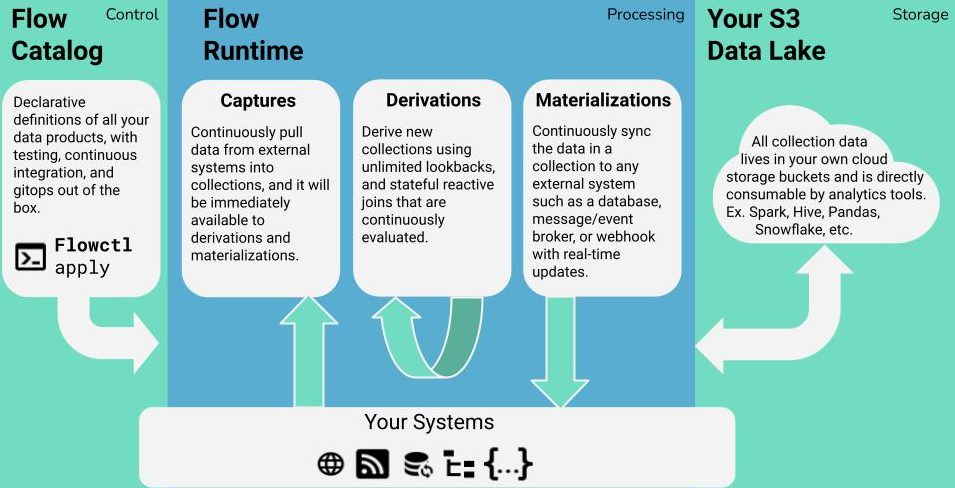 Flow
Catalog
Control
Declarative
definitions of all your
data products, with
testing, continuous
integration, and
gitops out of the
box.
Flowctl
apply
Flow
Runtime
Processing
Captures
Continuously pull
data from external
systems into
collections, and it will
be immediately
available to
derivations and
materializations.
Derivations
Derive new
collections using
unlimited lookbacks,
and stateful reactive
joins that are
continuously
evaluated.
Materializations
Continuously sync
the data in a
collection to any
external system
such as a database,
message/event
broker, or webhook
with real-time
updates.
Your S3
Data Lake
Storage
All collection data
lives in your own cloud
storage buckets and is directly
consumable by analytics tools.
Ex. Spark, Hive, Pandas,
Snowflake, etc.
Your Systems
{...}